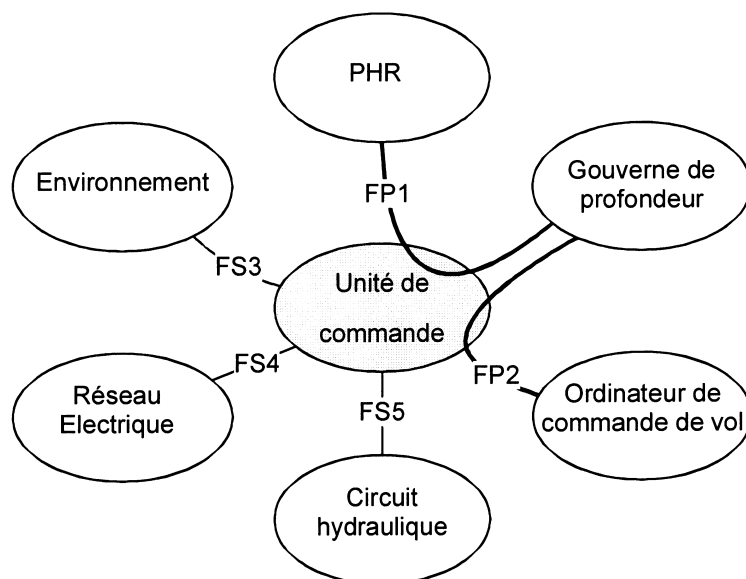 PHR
Environnement
Gouverne de
profondeur
FP1
FS3
Unité de
commande
FS4
FP2
Réseau
Electrique
FS5
Ordinateur de
commande de vol
Circuit
hydraulique